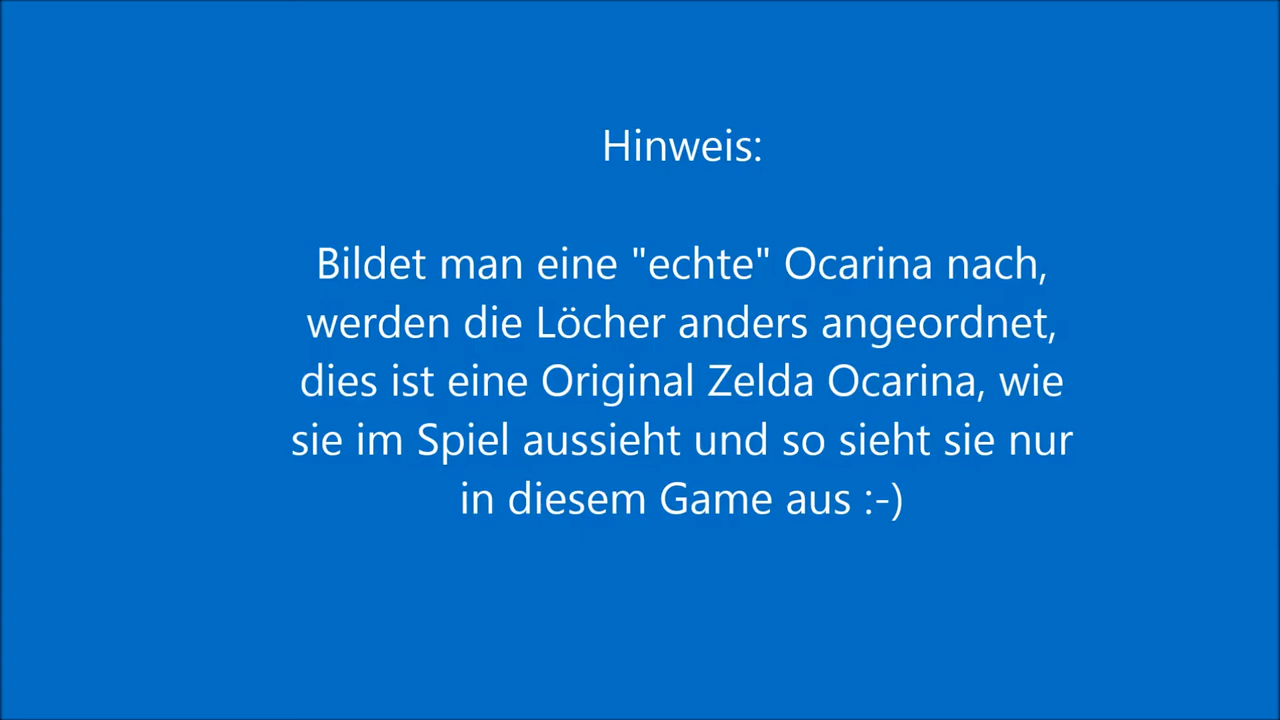 Hinweis:
Bildet man eine "echte" Ocarina nach,
werden die Löcher anders angeordnet,
dies ist eine Original Zelda Ocarina, wie
sie im Spiel aussieht und so sieht sie nur
in diesem Game aus :-)